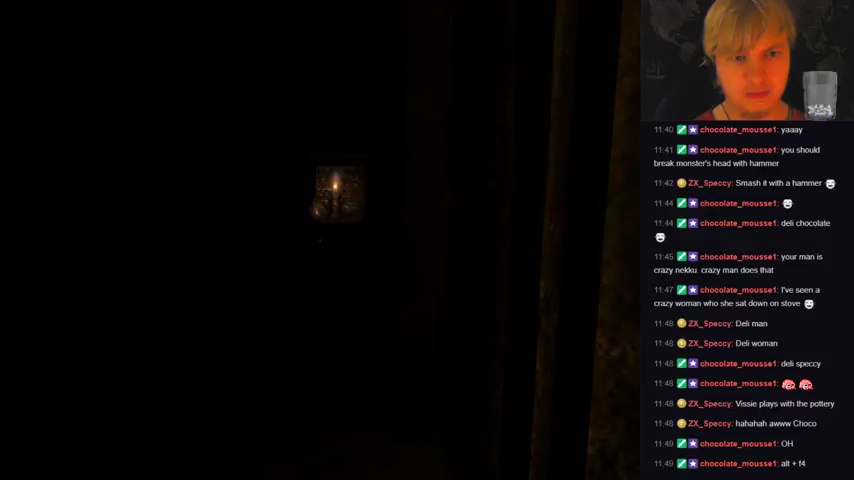 11:40 chocolate_mousse1: yaaay
11:41 chocolate_mousse1: you should
break monster's head with hammer
11:42 ZX_Speccy: Smash it with a hammer
11:44 chocolate_mousse1:
11:44 chocolate_mousse1: deli chocolate
11:45 chocolate_mousse1: your man is
crazy nekku. crazy man does that
11:47 chocolate_mousse1: I've seen a
crazy woman who she sat down on stove
11:48 ZX_Speccy: Deli man
11:48 ZX_Speccy: Deli woman
11:48 chocolate_mousse1: deli speccy
11:48 chocolate_mousse1:
11:48 ZX_Speccy: Vissie plays with the pottery
11:48 ZX_Speccy: hahahah awww Choco
11:49 chocolate_mousse1: OH
11:49 chocolate_mousse1: alt + f4